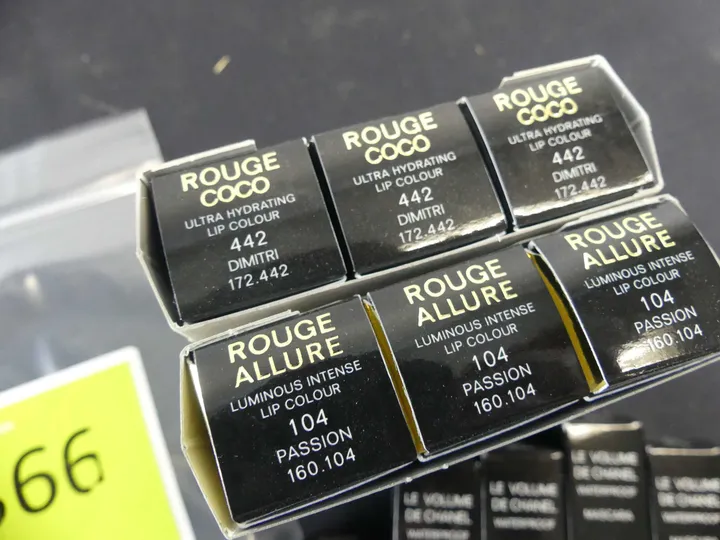 ROUGE
COCO
ULTRA HYDRATING
LIP COLOUR
442
DIMITRI
172.442
ROUGE
COCO
ULTRA HYDRATING
LIP COLOUR
442
DIMITRI
172.442
ROUGE
COCO
ULTRA HYDRATING
LIP COLOUR
442
DIMITRI
172.442
ROUGE
ALLURE
LUMINOUS INTENSE
LIP COLOUR
104
PASSION
160.104
ROUGE
ALLURE
LUMINOUS INTENSE
LIP COLOUR
104
PASSION
160.104
ROUGE
ALLURE
LUMINOUS INTENSE
LIP COLOUR
104
PASSION
160.104
66
LE VOLUME
DE CHANEL
WATERPROOF
LE VOLUME
DE CHANEL
WATERPROOF
LE VOLUME
DE CHANEL
WATERPROOF
MASCARA
LE VOLUME
DE CHANEL
WATERPROOF
MASCARA